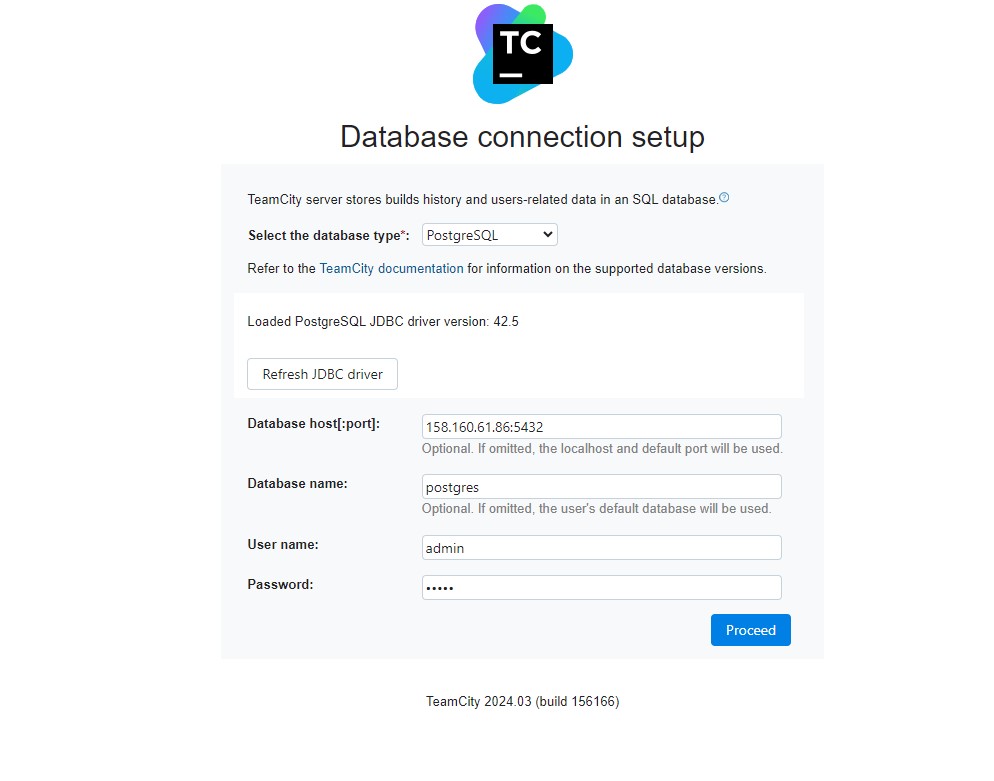 TC
Database connection setup
TeamCity server stores builds history and users-related data in an SQL database.?
Select the database type*: PostgreSQL
Refer to the TeamCity documentation for information on the supported database versions.
Loaded PostgreSQL JDBC driver version: 42.5
Refresh JDBC driver
Database host[:port]: 158.160.61.86:5432
Optional. If omitted, the localhost and default port will be used.
Database name: postgres
Optional. If omitted, the user's default database will be used.
User name: admin
Password: •••••
Proceed
TeamCity 2024.03 (build 156166)